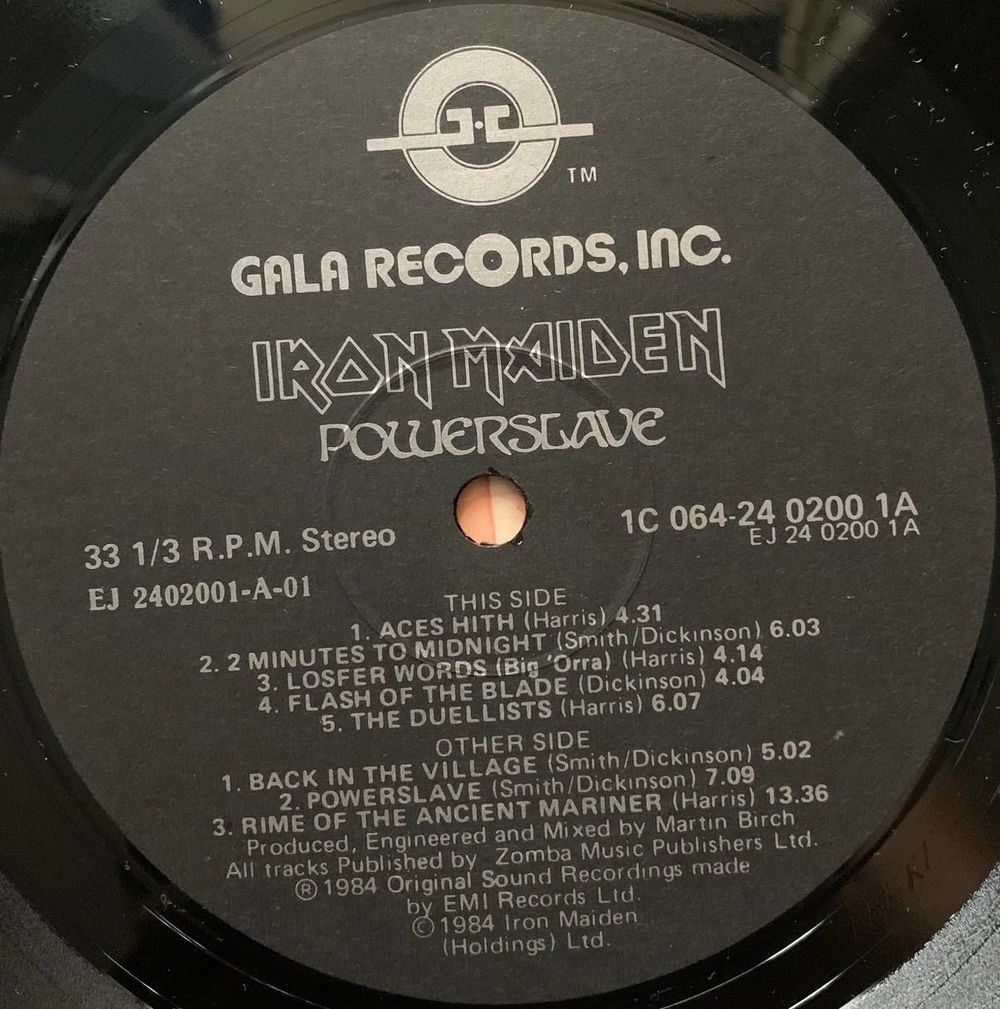 TM
GALA RECORDS, INC.
IRON MAIDEN
POWERSLAVE
33 1/3 R.P.M. Stereo
EJ 2402001-A-01
1C 064-24 0200 1A
EJ 24 0200 1A
THIS SIDE
1. ACES HITH (Harris) 4.31
2. 2 MINUTES TO MIDNIGHT (Smith/Dickinson) 6.03
3. LOSFER WORDS (Big 'Orra) (Harris) 4.14
4. FLASH OF THE BLADE (Dickinson) 4.04
5. THE DUELLISTS (Harris) 6.07
OTHER SIDE
1. BACK IN THE VILLAGE (Smith/Dickinson) 5.02
2. POWERSLAVE (Smith/Dickinson) 7.09
3. RIME OF THE ANCIENT MARINER (Harris) 13.36
Produced, Engineered and Mixed by Martin Birch
All tracks Published by Zomba Music Publishers Ltd.
Ⓡ 1984 Original Sound Recordings made
by EMI Records Ltd.
© 1984 Iron Maiden
(Holdings) Ltd.